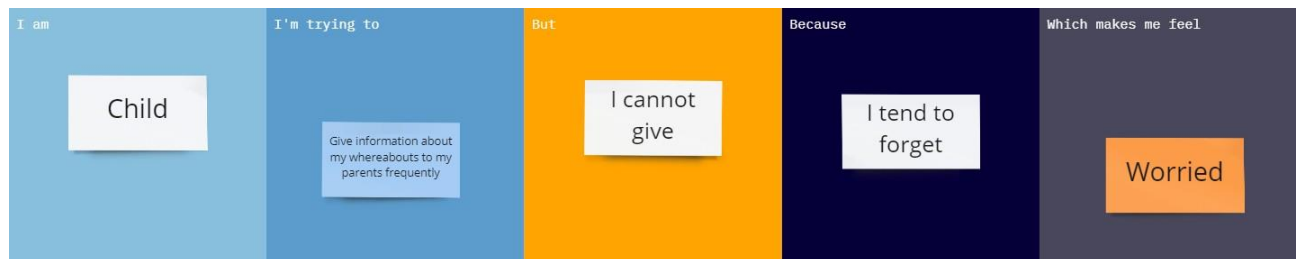 I am
Child
I'm trying to
Give information about
my whereabouts to my
parents frequently
But
I cannot
give
Because
I tend to
forget
Which makes me feel
Worried